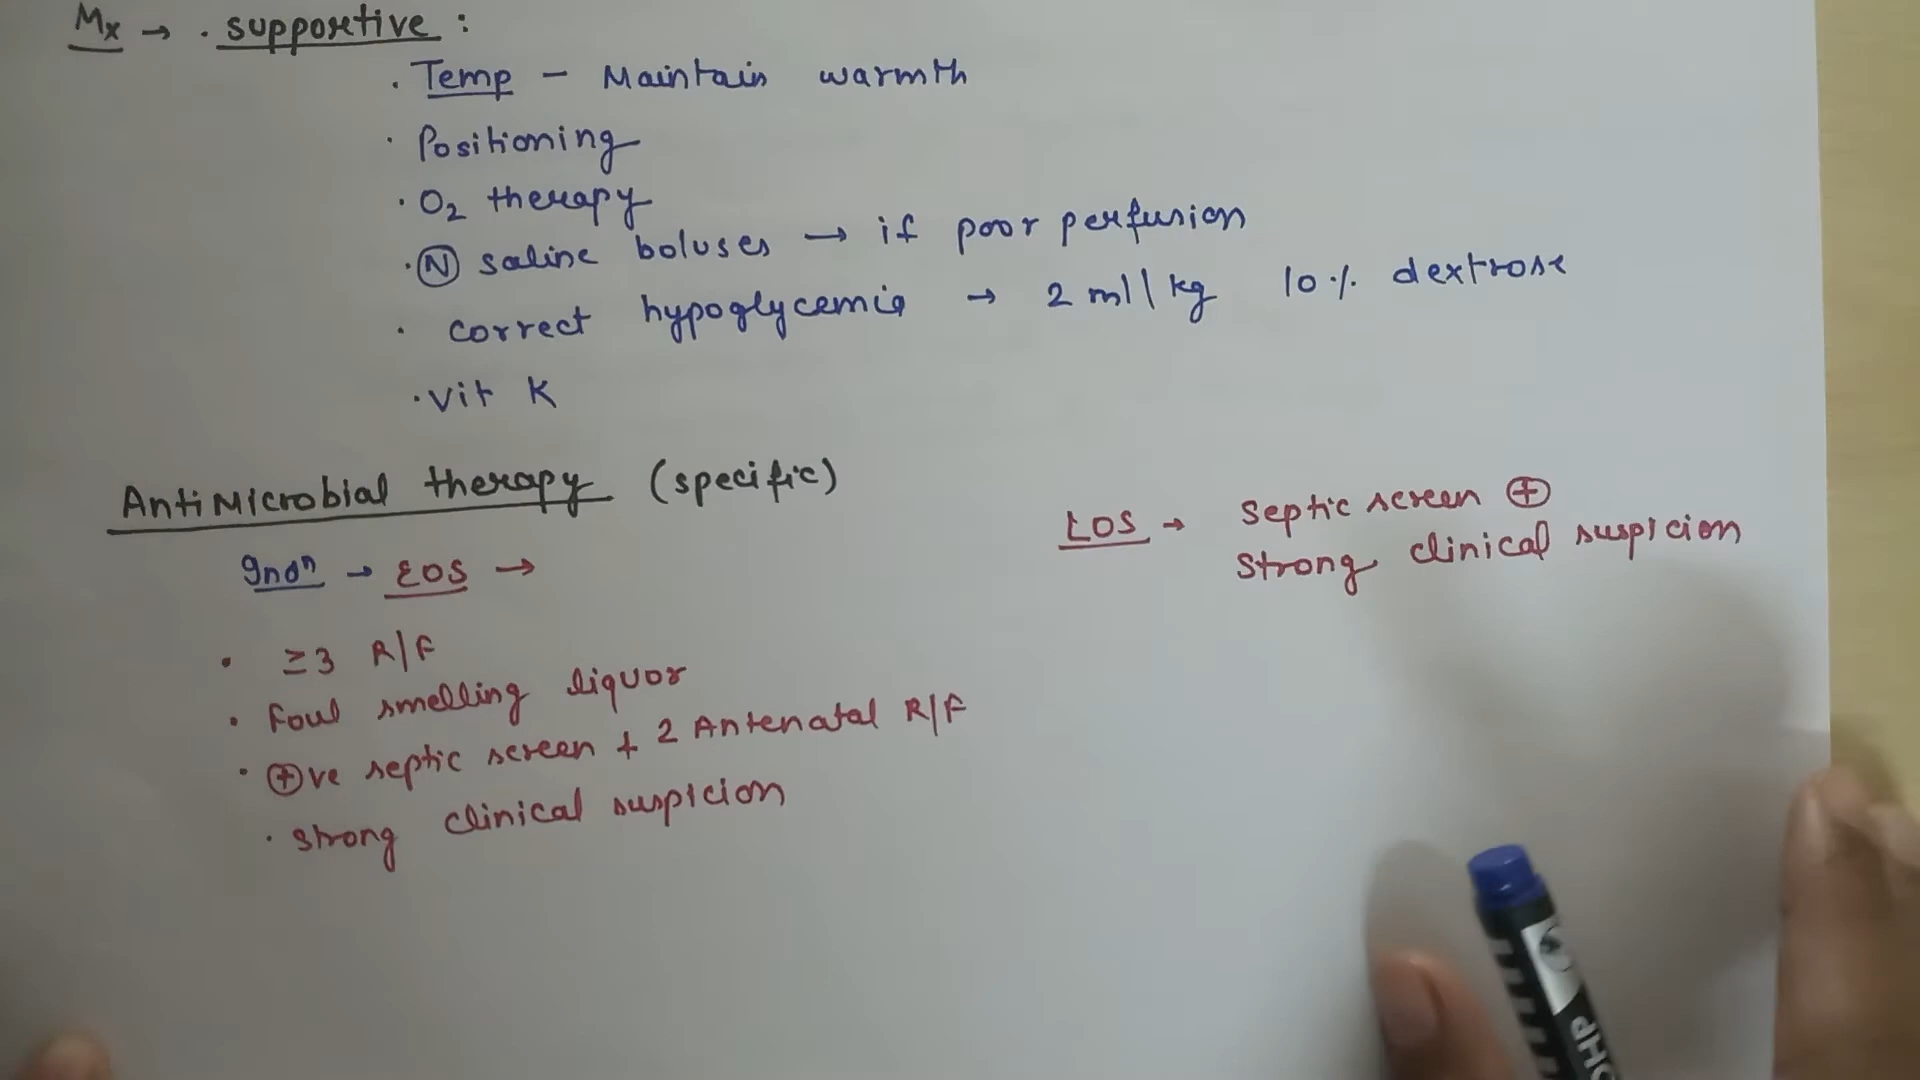 Mx → . supportive :
. Temp – Maintain warmth
. Positioning
. O2 therapy
. Ⓝ saline boluses → if poor perfusion
. correct hypoglycemia → 2 ml/kg 10% dextrose
. Vit K
AntiMicrobial therapy (specific)
Indn → EOS →
. ≥3 R/F
. Foul smelling liquor
. ⊕ve septic screen + 2 Antenatal R/F
. strong clinical suspicion
LOS → Septic screen ⊕
Strong clinical suspicion
OHP